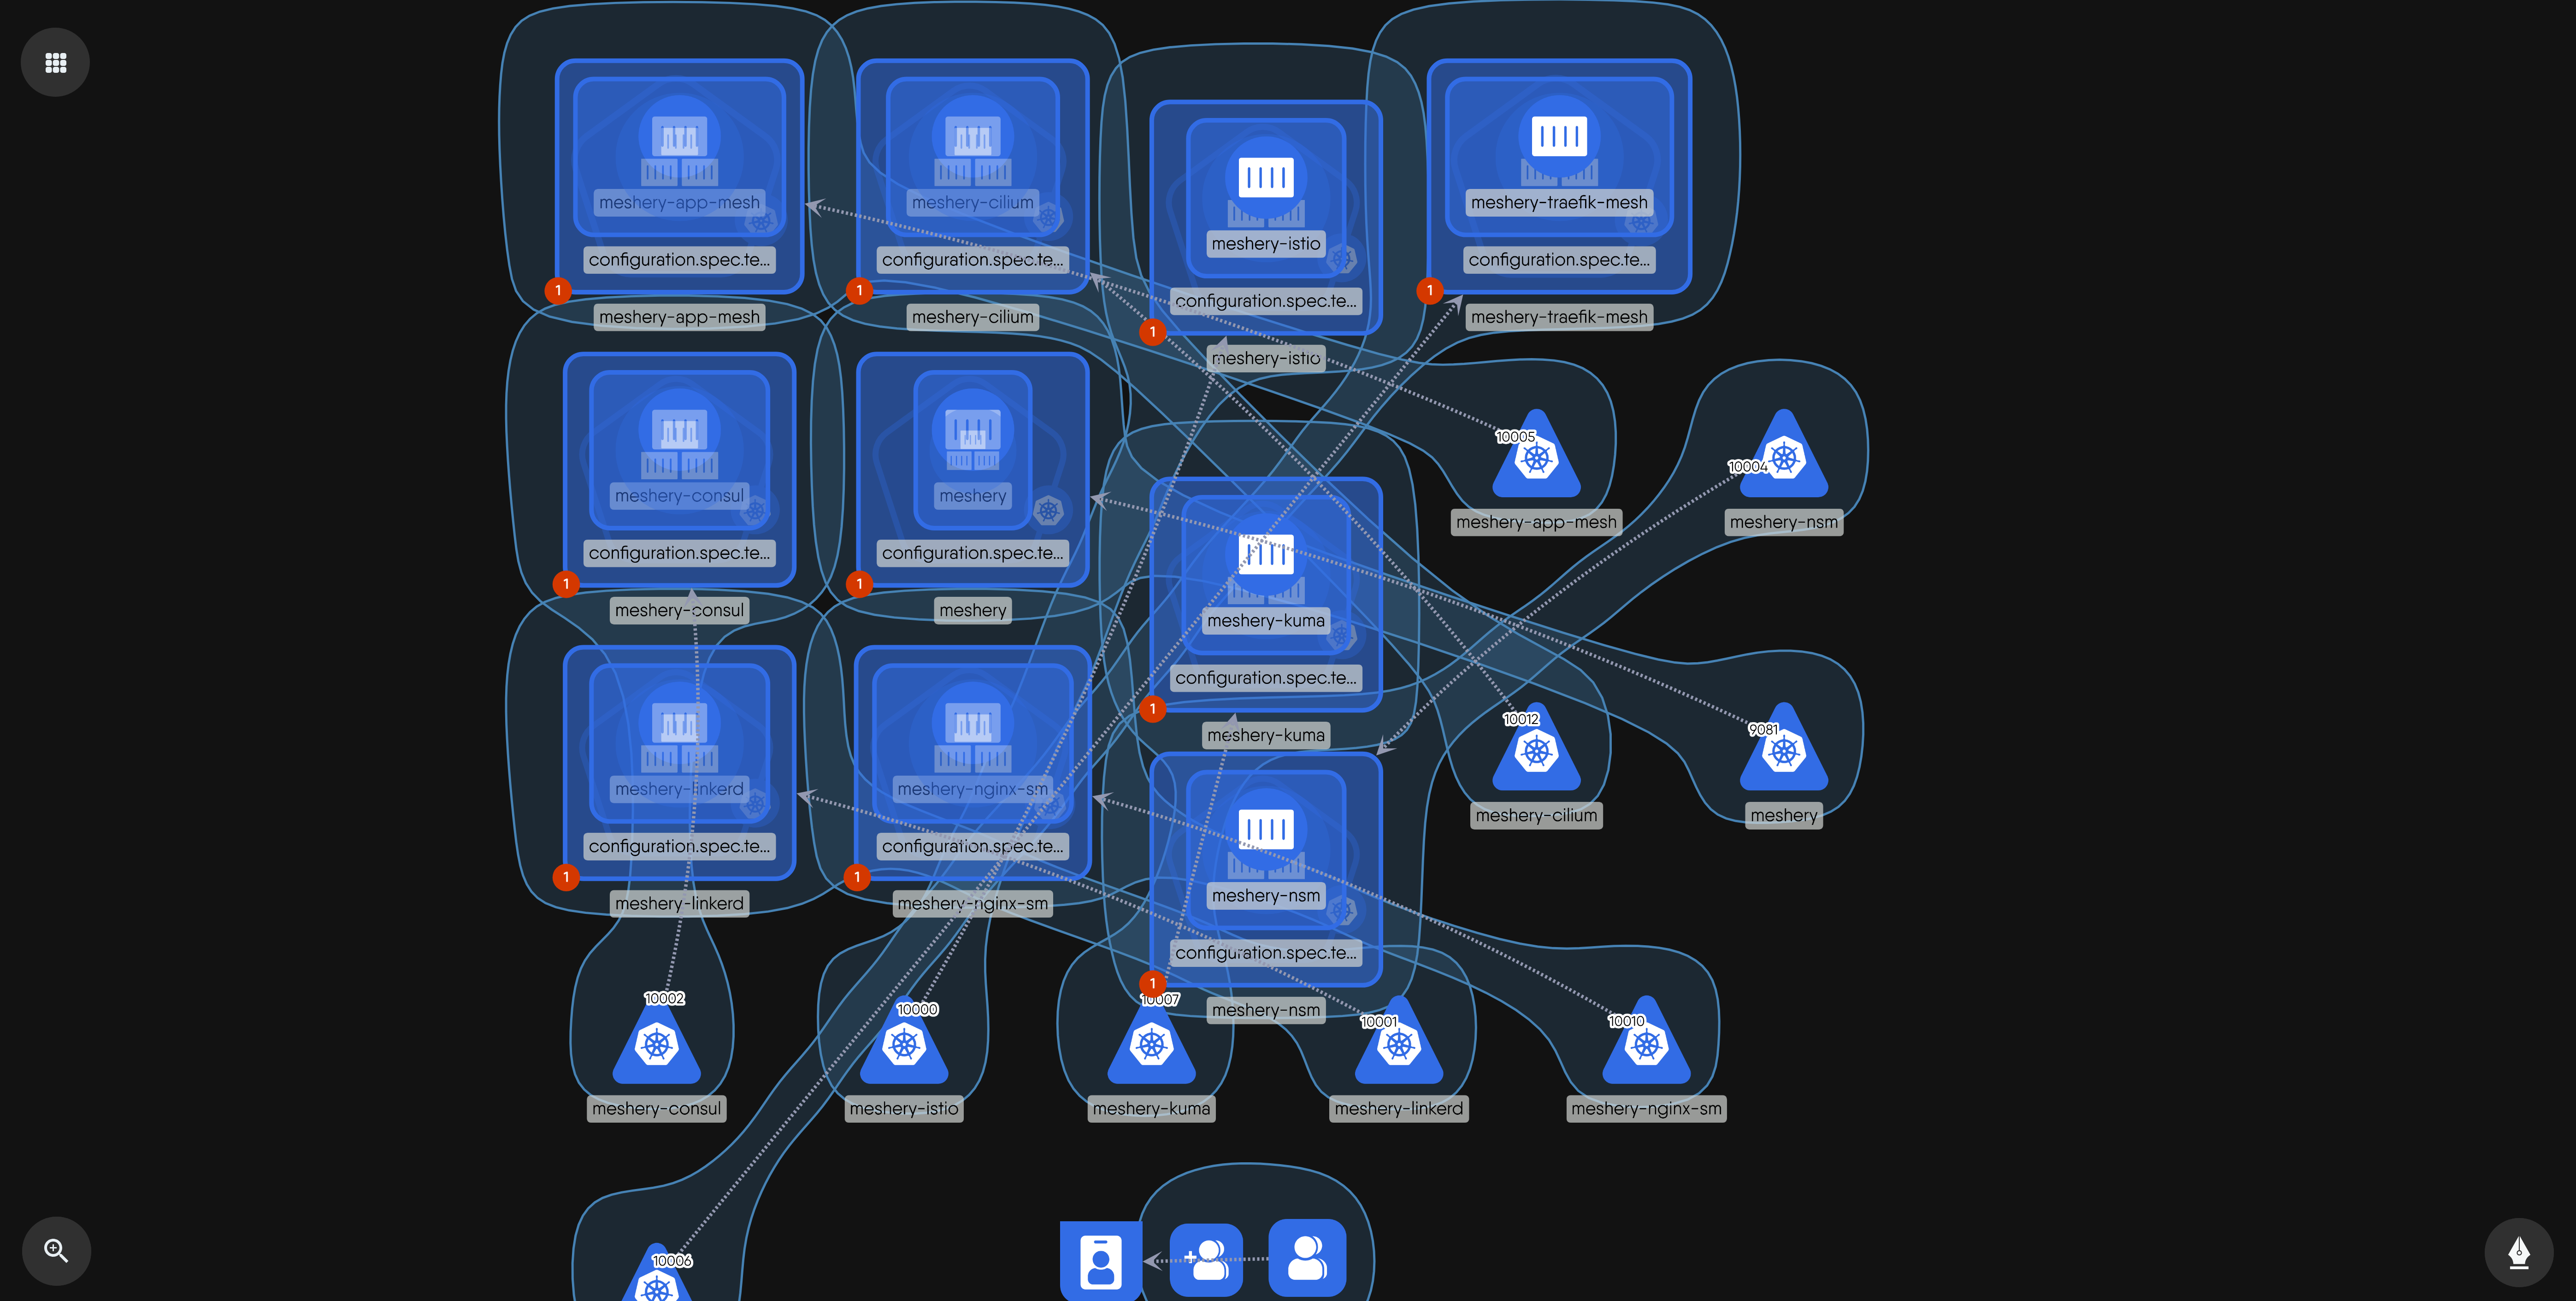 meshery-app-mesh
configuration.spec.te...
1
meshery-app-mesh
meshery-cilium
configuration.spec.te...
1
meshery-cilium
meshery-istio
configuration.spec.te...
1
meshery-istio
meshery-traefik-mesh
configuration.spec.te...
1
meshery-traefik-mesh
meshery-consul
configuration.spec.te...
1
meshery-consul
meshery
configuration.spec.te...
1
meshery
meshery-kuma
configuration.spec.te...
1
meshery-kuma
10005
meshery-app-mesh
10004
meshery-nsm
meshery-linkerd
configuration.spec.te...
1
meshery-linkerd
meshery-nginx-sm
configuration.spec.te...
1
meshery-nginx-sm
meshery-nsm
configuration.spec.te...
1
meshery-nsm
10012
meshery-cilium
9081
meshery
10002
meshery-consul
10000
meshery-istio
10007
meshery-kuma
10001
meshery-linkerd
10010
meshery-nginx-sm
10006